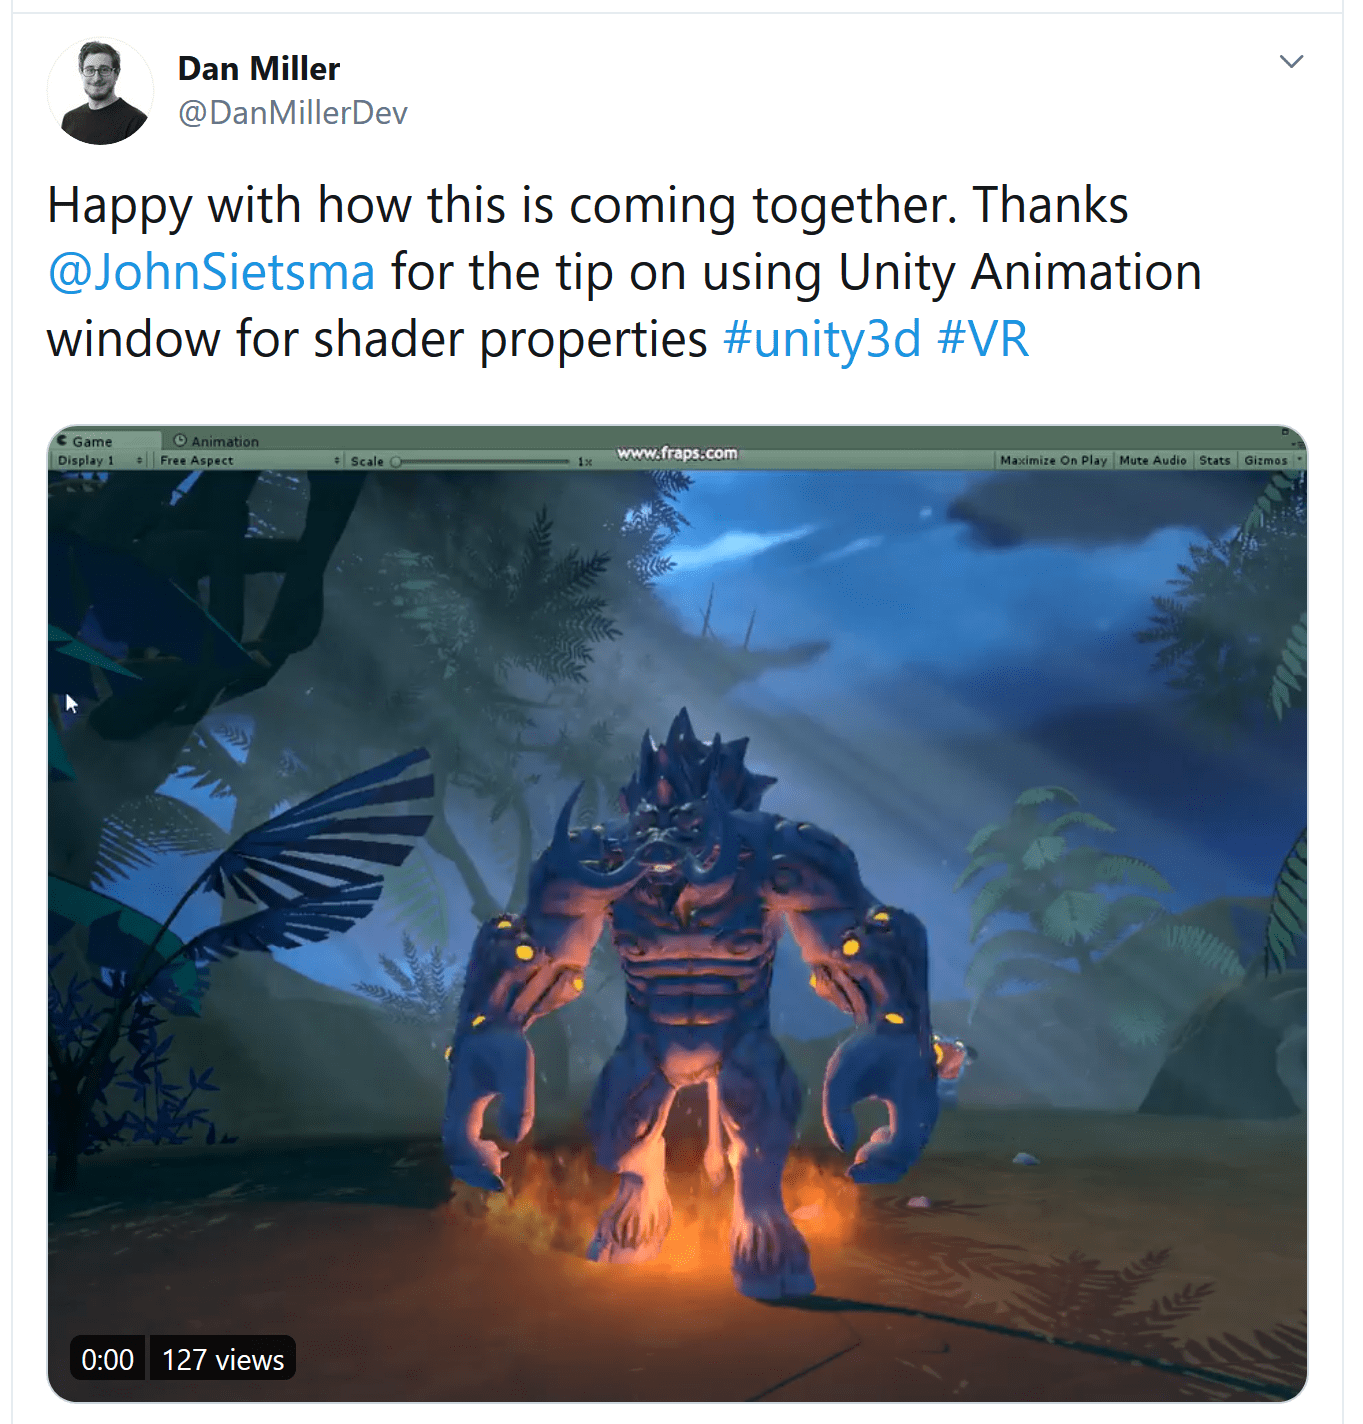 Dan Miller
@DanMillerDev
Happy with how this is coming together. Thanks
@JohnSietsma for the tip on using Unity Animation
window for shader properties #unity3d #VR
Game Animation
Display 1 Free Aspect Scale 1x www.fraps.com Maximize On Play Mute Audio Stats Gizmos
0:00 127 views